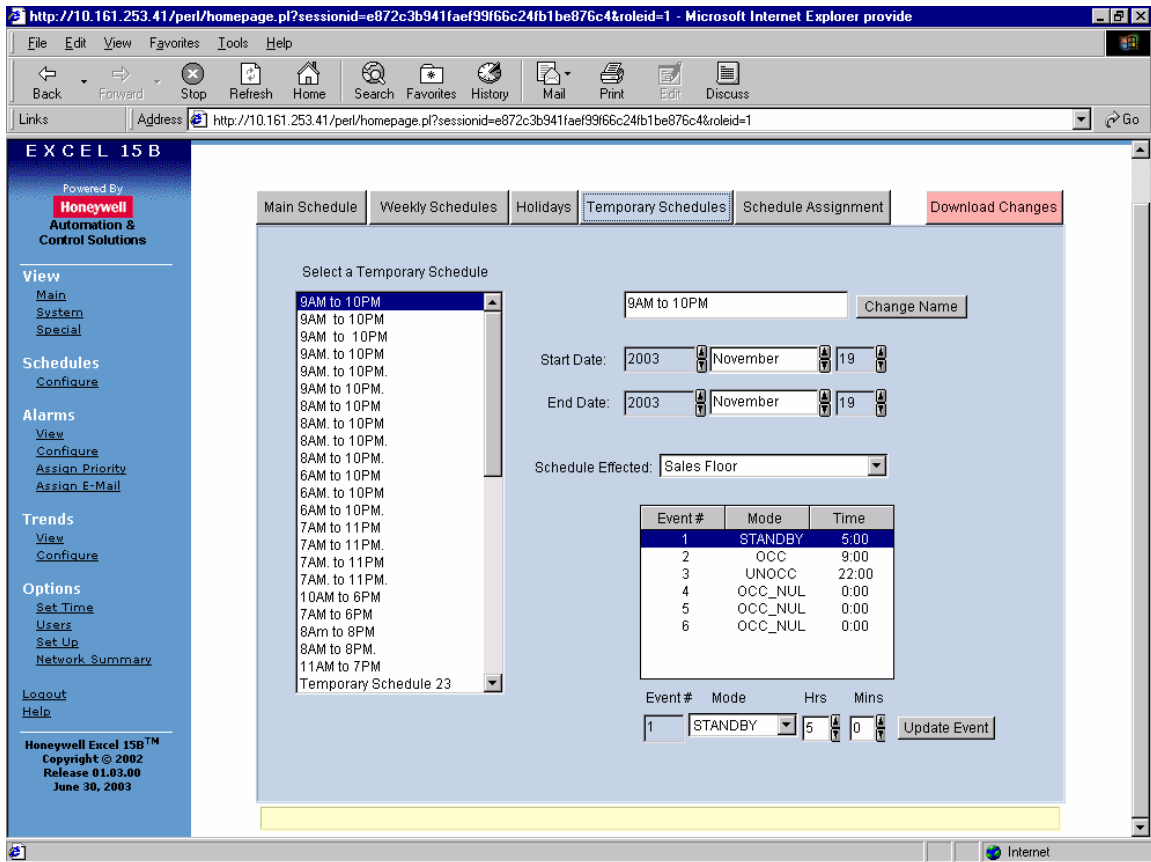 http://10.161.253.41/perl/homepage.pl?sessionid=e872c3b941faef99f66c24fb1be876c4&roleid=1 - Microsoft Internet Explorer provide
File Edit View Favorites Tools Help
Back Forward Stop Refresh Home Search Favorites History Mail Print Edit Discuss
Links Address http://10.161.253.41/perl/homepage.pl?sessionid=e872c3b941faef99f66c24fb1be876c4&roleid=1 Go
EXCEL 15B
Powered By
Honeywell
Automation &
Control Solutions
View
Main
System
Special
Schedules
Configure
Alarms
View
Configure
Assign Priority
Assign E-Mail
Trends
View
Configure
Options
Set Time
Users
Set Up
Network Summary
Logout
Help
Honeywell Excel 15B™
Copyright © 2002
Release 01.03.00
June 30, 2003
Main Schedule Weekly Schedules Holidays Temporary Schedules Schedule Assignment Download Changes
Select a Temporary Schedule
9AM to 10PM
9AM  to 10PM
9AM  to  10PM
9AM. to 10PM
9AM. to 10PM.
9AM to 10PM.
8AM to 10PM
8AM. to 10PM
8AM. to 10PM.
8AM to 10PM.
6AM to 10PM
6AM. to 10PM
6AM to 10PM.
7AM to 11PM
7AM to 11PM.
7AM. to 11PM
7AM. to 11PM.
10AM to 6PM
7AM to 6PM
8Am to 8PM
8AM to 8PM.
11AM to 7PM
Temporary Schedule 23
9AM to 10PM Change Name
Start Date: 2003 November 19
End Date: 2003 November 19
Schedule Effected: Sales Floor
Event # Mode Time
1 STANDBY 5:00
2 OCC 9:00
3 UNOCC 22:00
4 OCC_NUL 0:00
5 OCC_NUL 0:00
6 OCC_NUL 0:00
Event # Mode Hrs Mins
1 STANDBY 5 0 Update Event
Internet